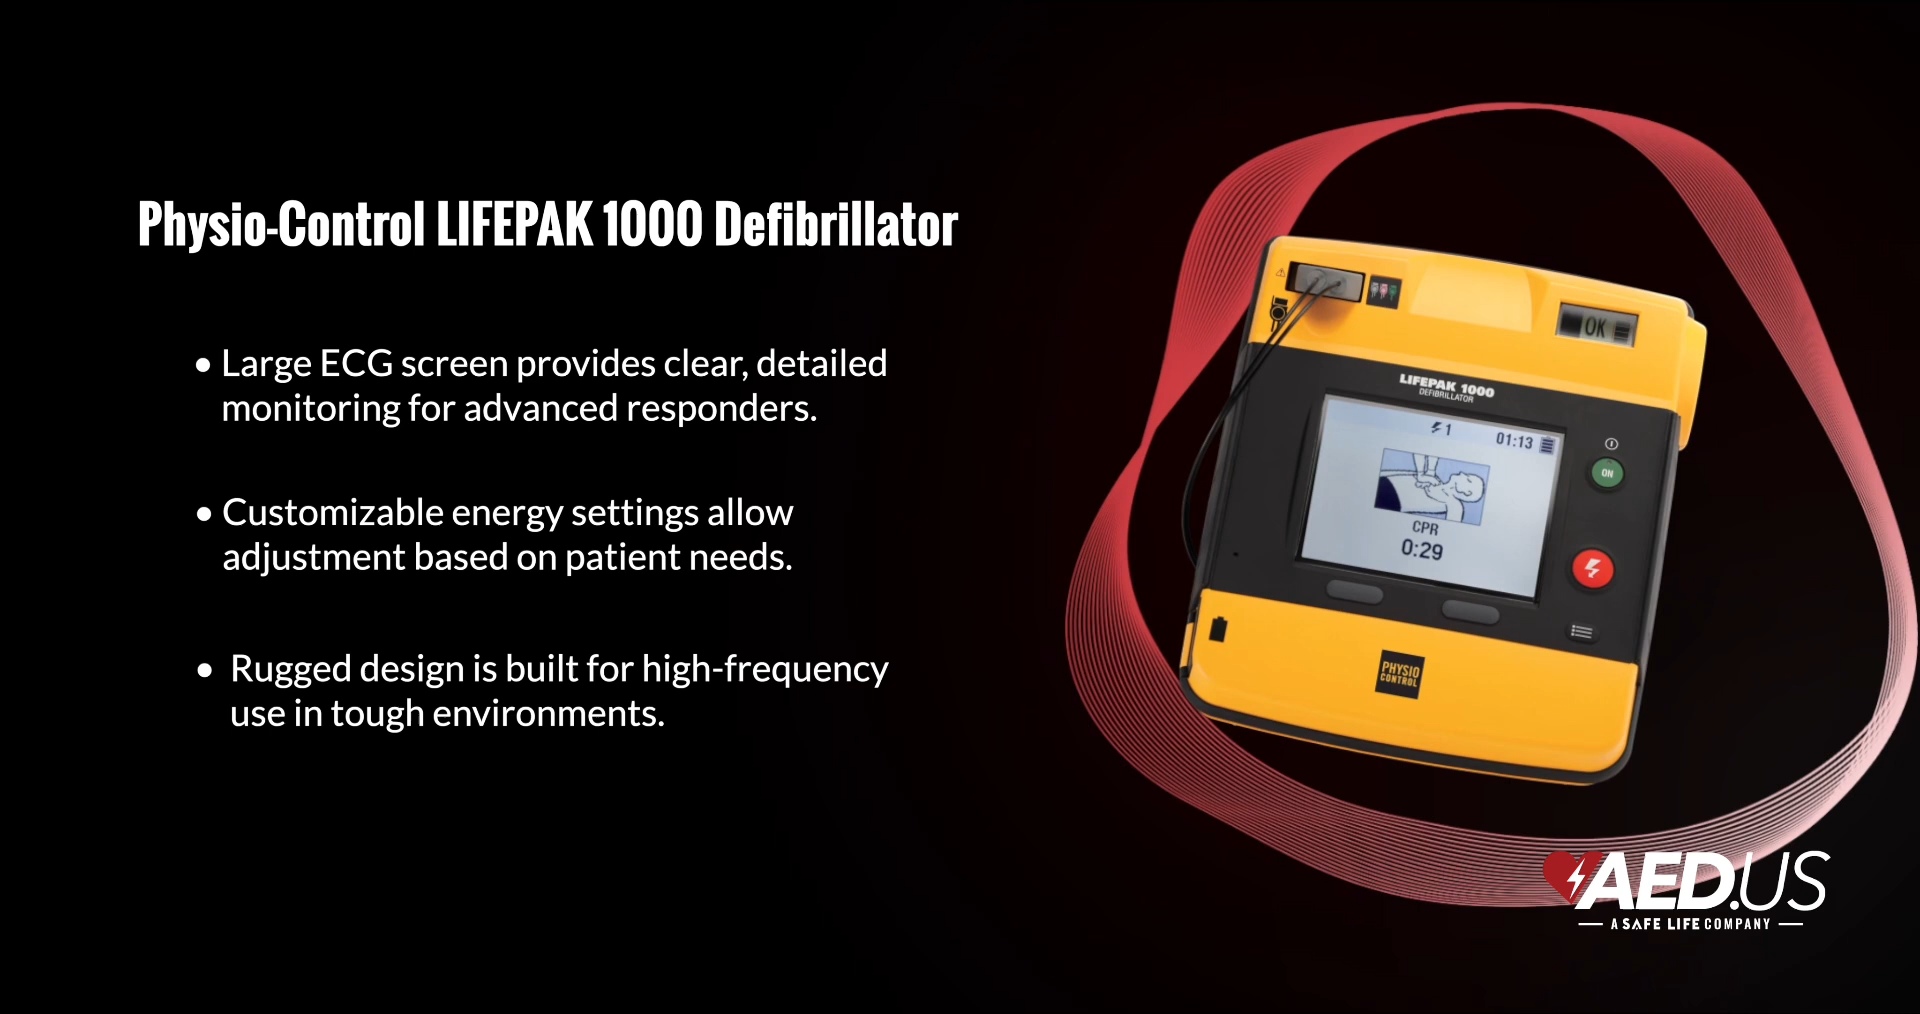 Physio-Control LIFEPAK 1000 Defibrillator
• Large ECG screen provides clear, detailed
monitoring for advanced responders.
• Customizable energy settings allow
adjustment based on patient needs.
• Rugged design is built for high-frequency
use in tough environments.
OK
LIFEPAK 1000
DEFIBRILLATOR
1
01:13
ON
CPR
0:29
PHYSIO
CONTROL
AED.US
A SAFE LIFE COMPANY